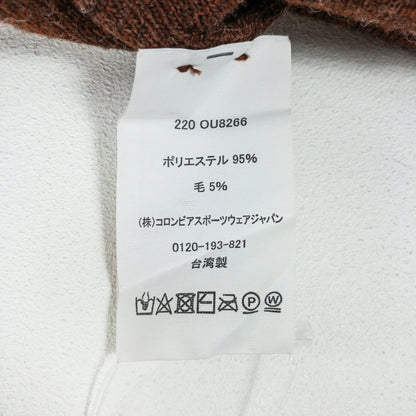 220 OU8266
ポリエステル 95%
毛 5%
(株)コロンビアスポーツウェアジャパン
0120-193-821
台湾製